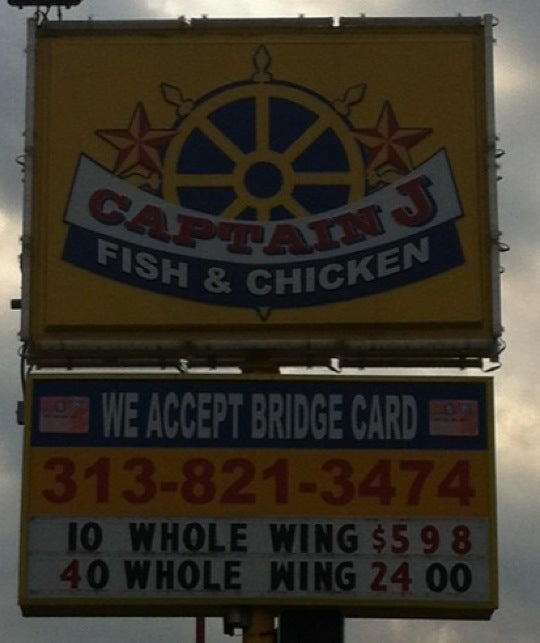 CAPTAIN J
FISH & CHICKEN
WE ACCEPT BRIDGE CARD
313-821-3474
10 WHOLE WING $5 98
40 WHOLE WING 24 00